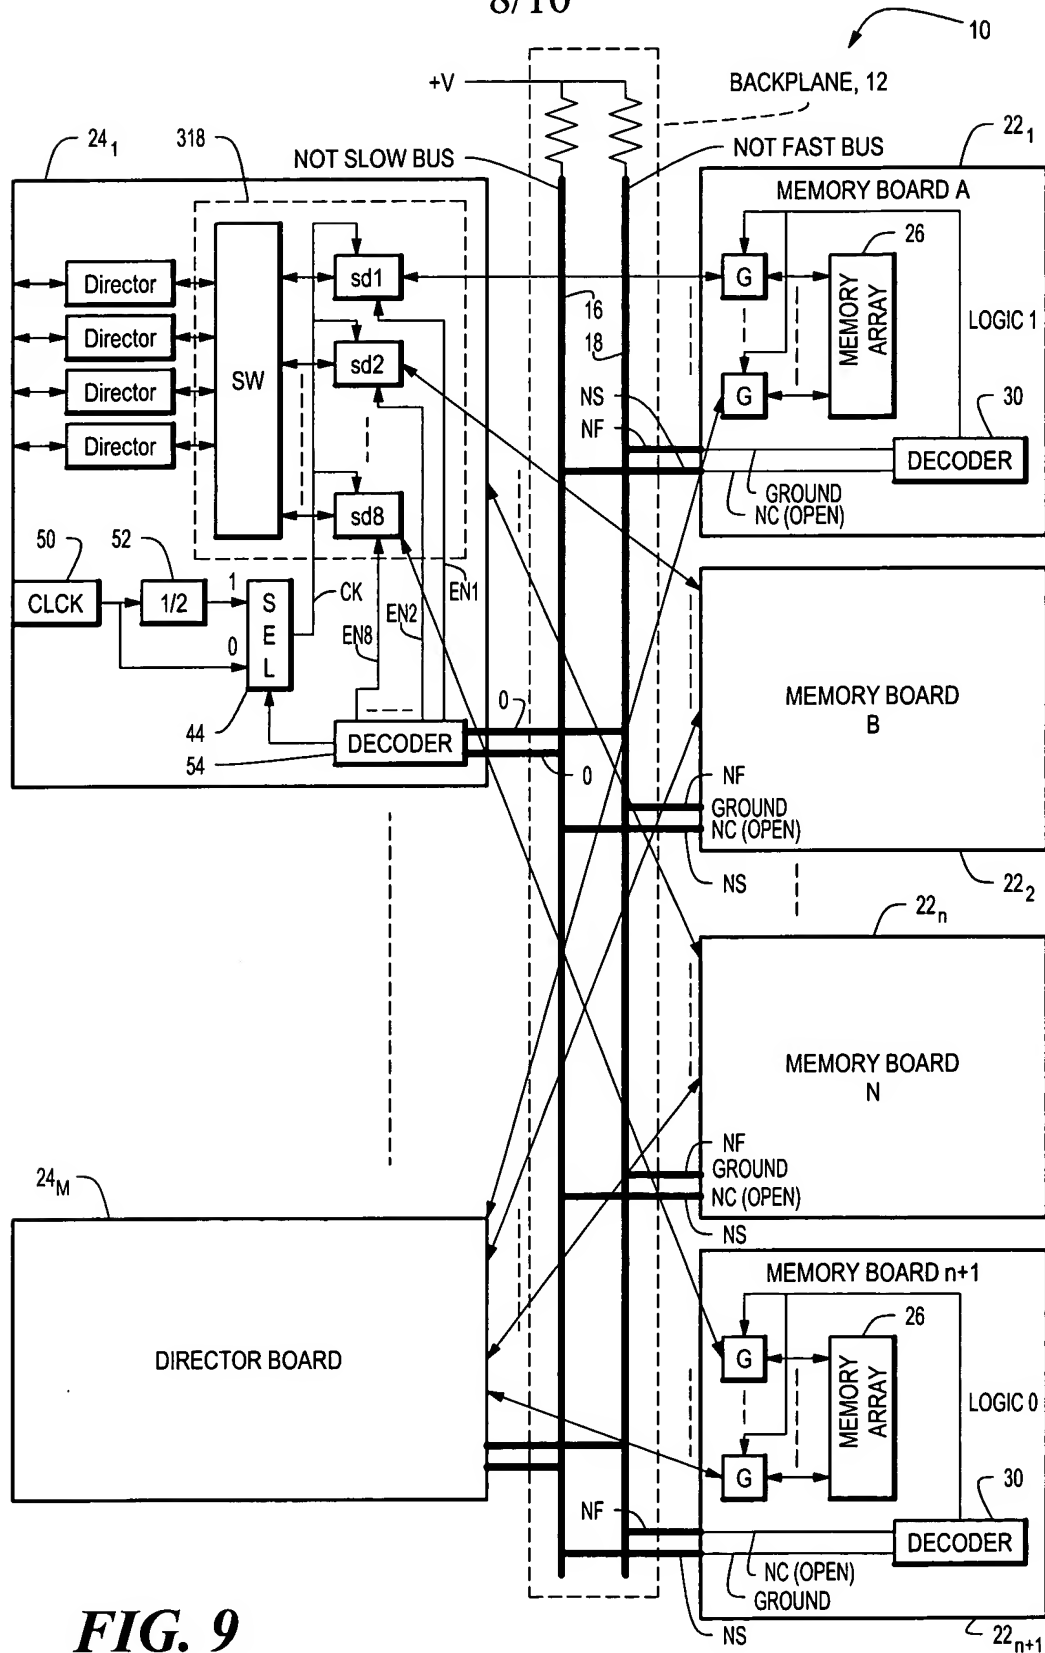 8/10
10
+V
BACKPLANE, 12
24₁
318
NOT SLOW BUS
NOT FAST BUS
22₁
MEMORY BOARD A
26
Director
Director
Director
Director
SW
sd1
sd2
sd8
16
18
G
G
MEMORY
ARRAY
LOGIC 1
NS
NF
30
DECODER
GROUND
NC (OPEN)
50
52
CLCK
1/2
1
0
S
E
L
CK
EN8
EN2
EN1
44
54
DECODER
0
0
MEMORY BOARD
B
NF
GROUND
NC (OPEN)
NS
22₂
22ₙ
MEMORY BOARD
N
NF
GROUND
NC (OPEN)
NS
24_M
DIRECTOR BOARD
MEMORY BOARD n+1
26
G
G
MEMORY
ARRAY
LOGIC 0
30
DECODER
NF
NC (OPEN)
GROUND
NS
22ₙ₊₁
FIG. 9